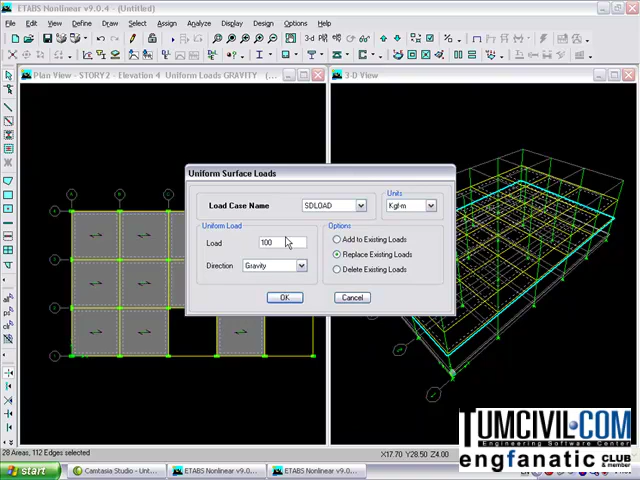 ETABS Nonlinear v9.0.4 - (Untitled)
File Edit View Define Draw Select Assign Analyze Display Design Options Help
Plan View - STORY2 - Elevation 4 Uniform Loads GRAVITY (...
3-D View
Uniform Surface Loads
Load Case Name SDLOAD
Units
Kgf-m
Uniform Load
Load 100
Direction Gravity
Options
Add to Existing Loads
Replace Existing Loads
Delete Existing Loads
OK Cancel
all
ps
clr
28 Areas, 112 Edges selected
X17.70 Y28.50 Z4.00
start
Camtasia Studio - Unt...
ETABS Nonlinear v9.0...
ETABS Nonlinear v9.0...
TUMCIVIL.COM
Engineering Software Center
engfanatic CLUB
& member